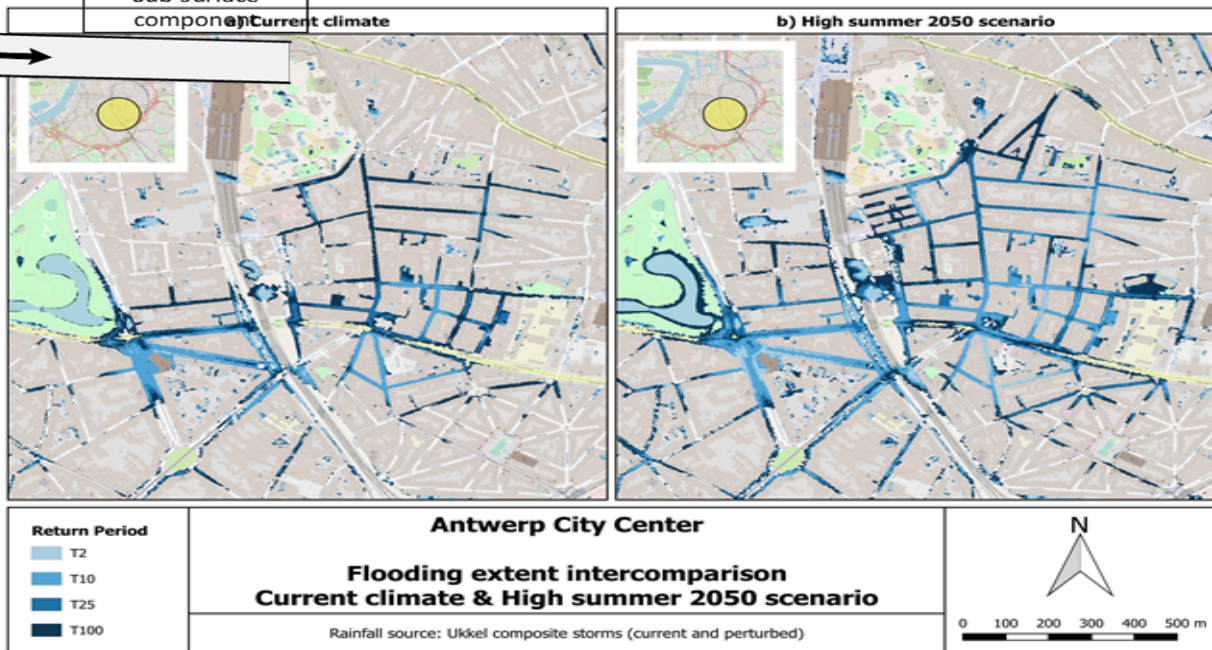 sub-surface
component
a) Current climate
b) High summer 2050 scenario
Return Period
T2
T10
T25
T100
Antwerp City Center
Flooding extent intercomparison
Current climate & High summer 2050 scenario
Rainfall source: Ukkel composite storms (current and perturbed)
N
0 100 200 300 400 500 m